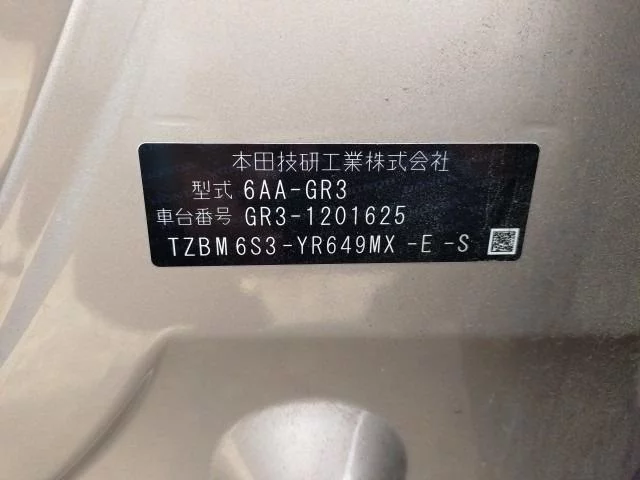 本田技研工業株式会社
型式 6AA-GR3
車台番号 GR3-1201625
TZBM6S3-YR649MX-E-S